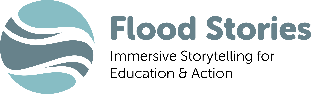 Flood Stories
Immersive Storytelling for
Education & Action